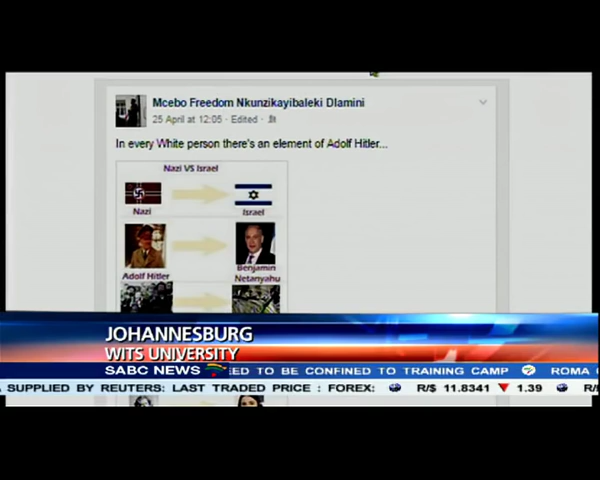 Mcebo Freedom Nkunzikayibaleki Dlamini
25 April at 12:05 · Edited ·
In every White person there's an element of Adolf Hitler...
Nazi VS Israel
Nazi
Israel
Adolf Hitler
Benjamin
Netanyahu
JOHANNESBURG
WITS UNIVERSITY
SABC NEWS
EED TO BE CONFINED TO TRAINING CAMP
ROMA
A SUPPLIED BY REUTERS: LAST TRADED PRICE : FOREX:
R/$ 11.8341 ▼ 1.39
R/